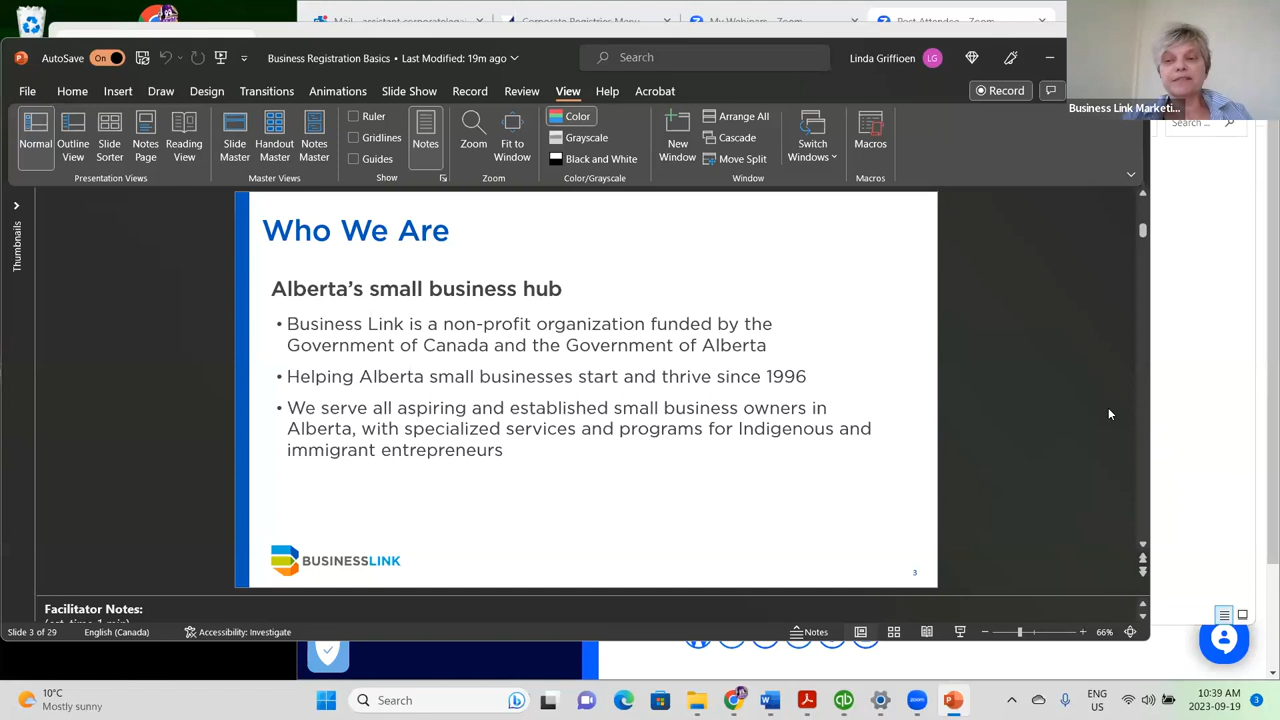 Mail - assistant.corporatelega
Corporate Registries Menu
My Webinars - Zoom
Post Attendee - Zoom
AutoSave On
Business Registration Basics • Last Modified: 19m ago
Search
Linda Griffioen LG
File Home Insert Draw Design Transitions Animations Slide Show Record Review View Help Acrobat
Record
Business Link Marketi...
Search ...
Normal Outline View Slide Sorter Notes Page Reading View
Presentation Views
Slide Master Handout Master Notes Master
Master Views
Ruler
Gridlines
Guides
Show
Notes
Zoom Fit to Window
Zoom
Color
Grayscale
Black and White
Color/Grayscale
New Window
Arrange All
Cascade
Move Split
Switch Windows
Window
Macros
Macros
Thumbnails
Who We Are
Alberta’s small business hub
• Business Link is a non-profit organization funded by the
Government of Canada and the Government of Alberta
• Helping Alberta small businesses start and thrive since 1996
• We serve all aspiring and established small business owners in
Alberta, with specialized services and programs for Indigenous and
immigrant entrepreneurs
BUSINESSLINK
3
Facilitator Notes:
Slide 3 of 29
English (Canada)
Accessibility: Investigate
Notes
66%
10°C
Mostly sunny
Search
ENG
US
10:39 AM
2023-09-19
3